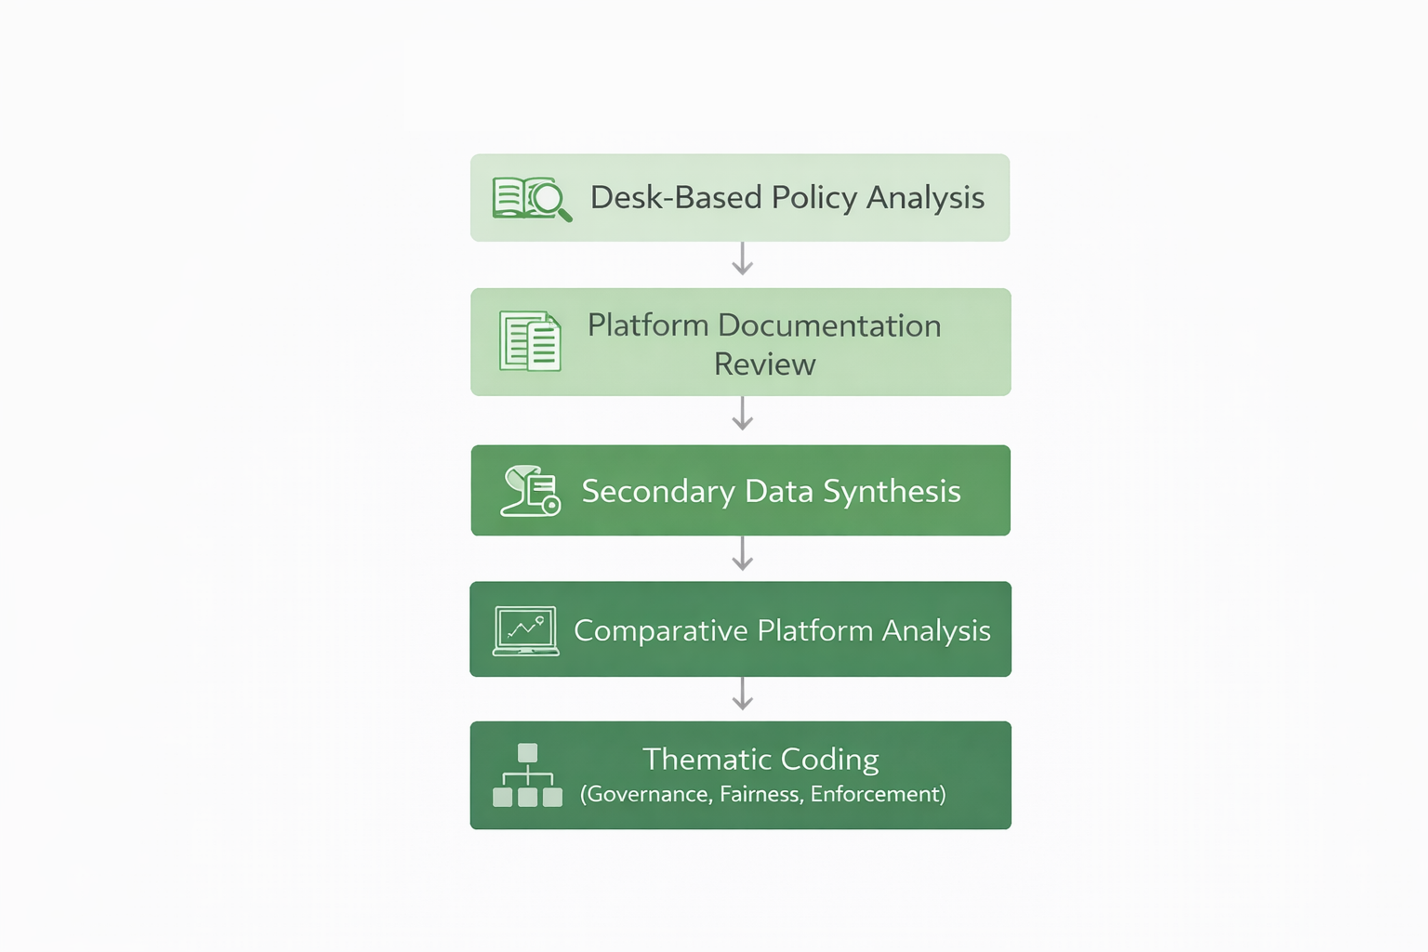 Desk-Based Policy Analysis
Platform Documentation
Review
Secondary Data Synthesis
Comparative Platform Analysis
Thematic Coding
(Governance, Fairness, Enforcement)